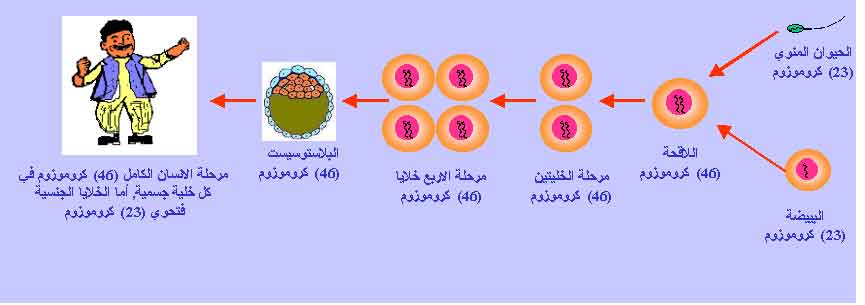 الحيوان المنوي
(23) كروموزوم
البييضة
(23) كروموزوم
اللاقحة
(46) كروموزوم
مرحلة الخليتين
(46) كروموزوم
مرحلة الاربع خلايا
(46) كروموزوم
البلاستوسيست
(46) كروموزوم
مرحلة الانسان الكامل (46) كروموزوم في
كل خلية جسمية, أما الخلايا الجنسية
فتحوي (23) كروموزوم